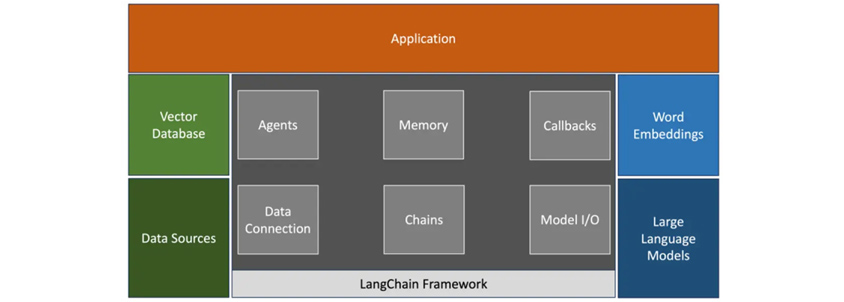 Application
Vector
Database
Agents
Memory
Callbacks
Word
Embeddings
Data Sources
Data
Connection
Chains
Model I/O
Large
Language
Models
LangChain Framework